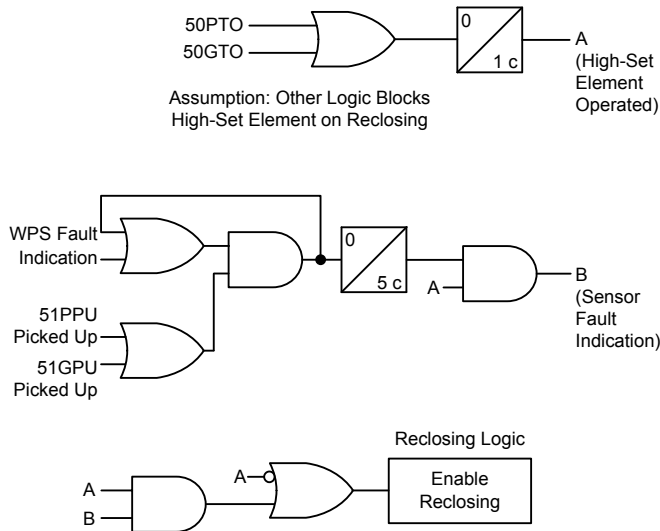 50PTO
50GTO
0
1 c
A
(High-Set
Element
Operated)
Assumption: Other Logic Blocks
High-Set Element on Reclosing
WPS Fault
Indication
51PPU
Picked Up
51GPU
Picked Up
0
5 c
A
B
(Sensor
Fault
Indication)
A
B
A
Reclosing Logic
Enable
Reclosing